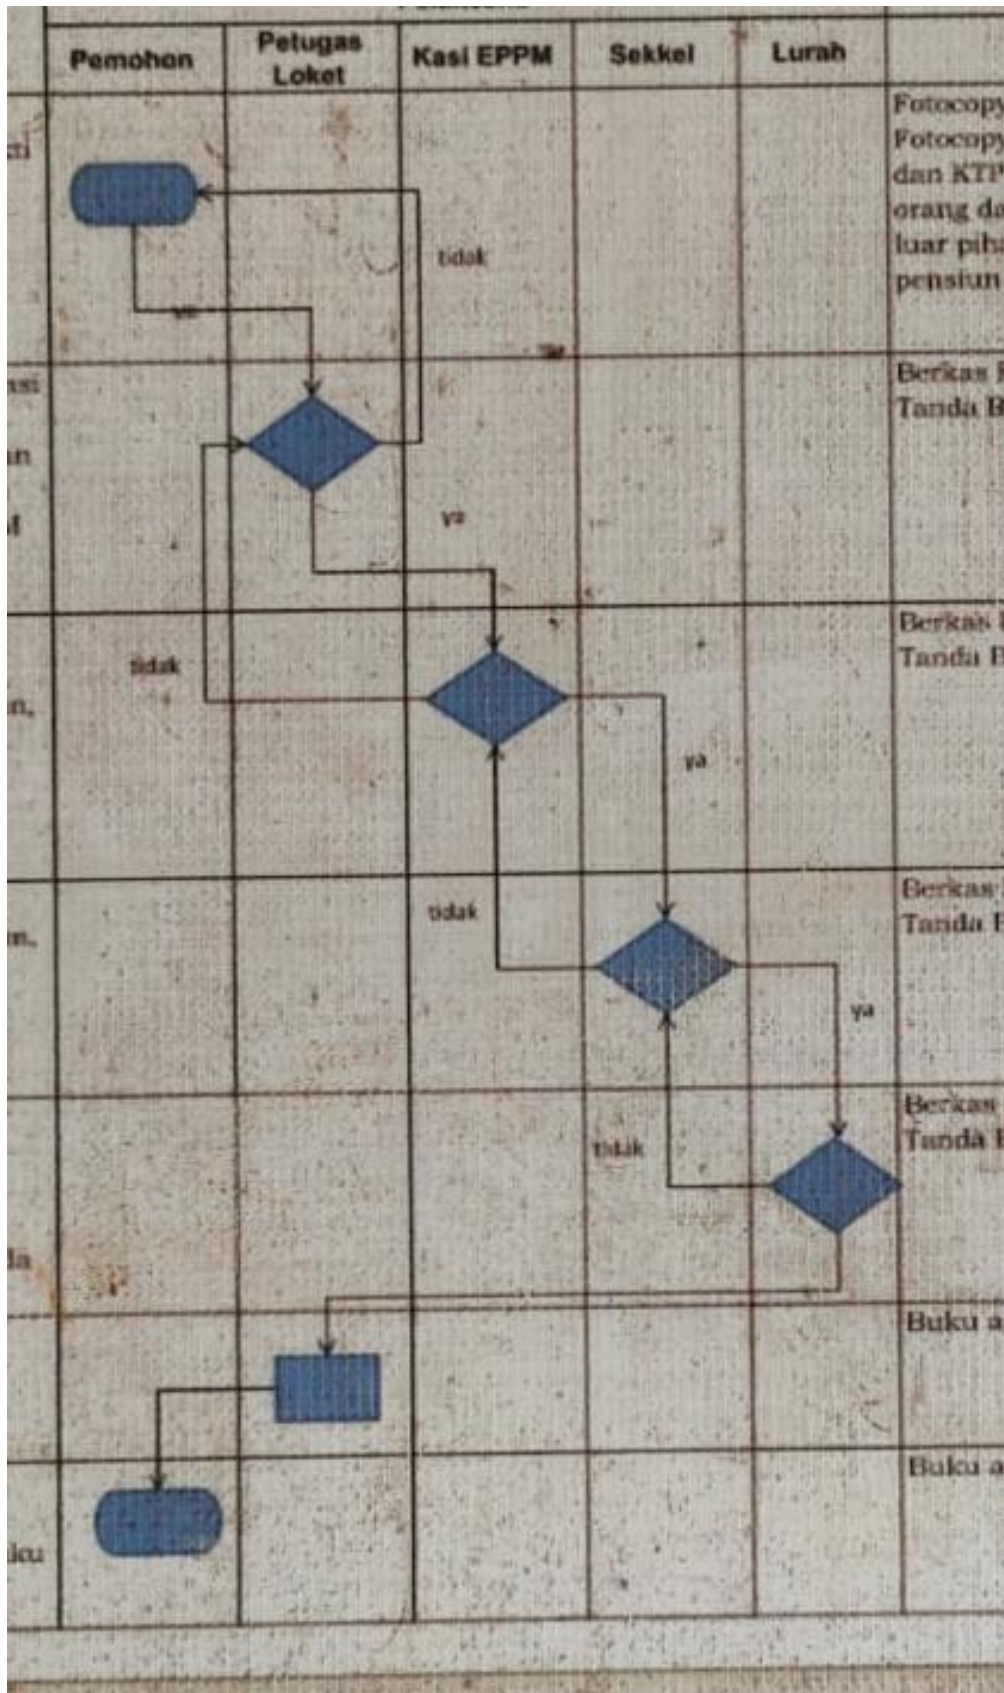 Pemohon
Petugas
Loket
Kasi EPPM
Sekkel
Lurah
Fotocopy
Fotocopy
dan KTP
orang da
luar piha
pensiun
tidak
ya
Berkas
Tanda B
ya
Berkas
Tanda B
tidak
ya
Berkas
Tanda
tidak
ya
Berkas
Tanda
tidak
Buku a
Buku a